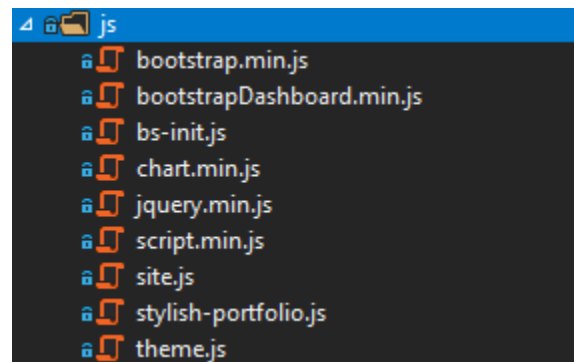 js
bootstrap.min.js
bootstrapDashboard.min.js
bs-init.js
chart.min.js
jquery.min.js
script.min.js
site.js
stylish-portfolio.js
theme.js